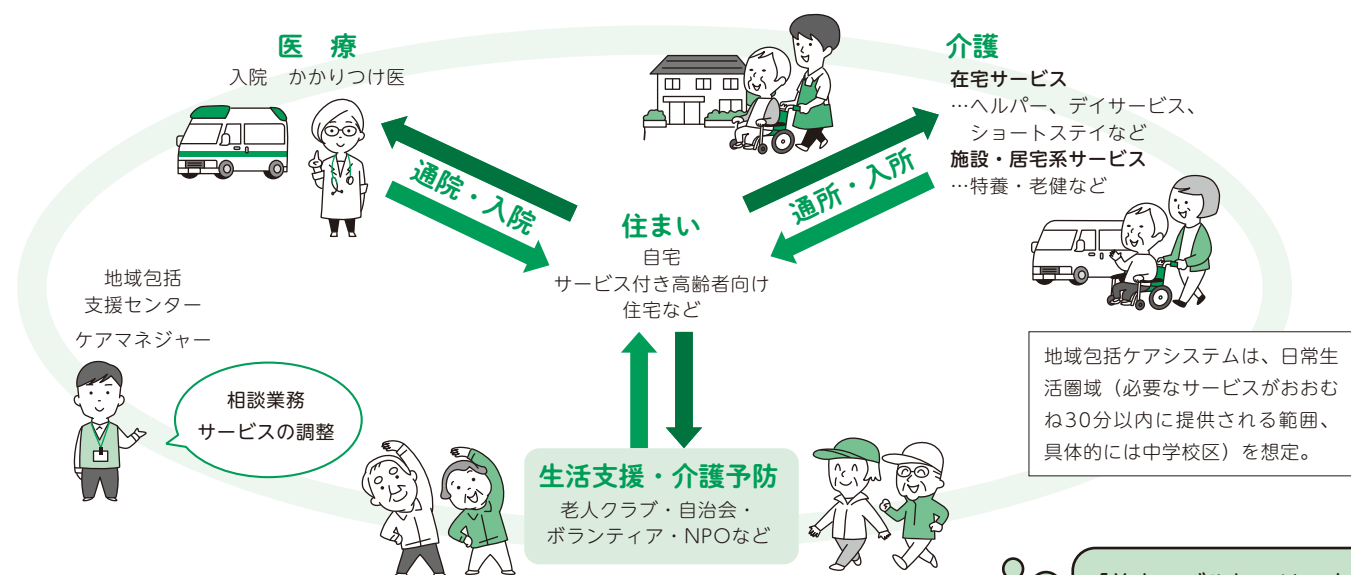 医　療
入院　かかりつけ医
介護
在宅サービス
…ヘルパー、デイサービス、
ショートステイなど
施設・居宅系サービス
…特養・老健など
通院・入院
通所・入所
住まい
自宅
サービス付き高齢者向け
住宅など
地域包括
支援センター
ケアマネジャー
相談業務
サービスの調整
地域包括ケアシステムは、日常生
活圏域（必要なサービスがおおむ
ね30分以内に提供される範囲、
具体的には中学校区）を想定。
生活支援・介護予防
老人クラブ・自治会・
ボランティア・NPOなど